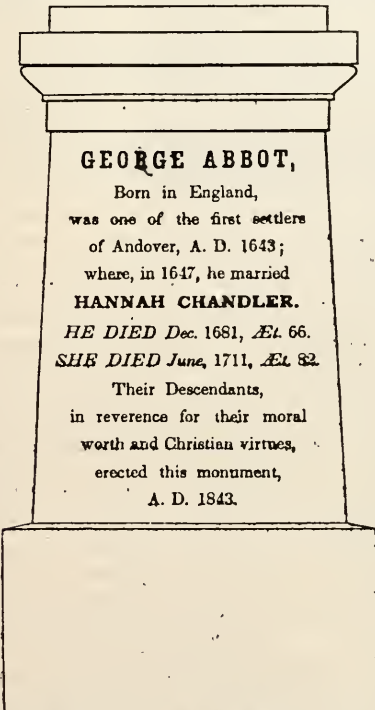 GEORGE ABBOT,
Born in England,
was one of the first settlers
of Andover, A. D. 1643;
where, in 1647, he married
HANNAH CHANDLER.
HE DIED Dec. 1681, Æt. 66.
SHE DIED June, 1711, Æt. 82.
Their Descendants,
in reverence for their moral
worth and Christian virtues,
erected this monument,
A. D. 1843.